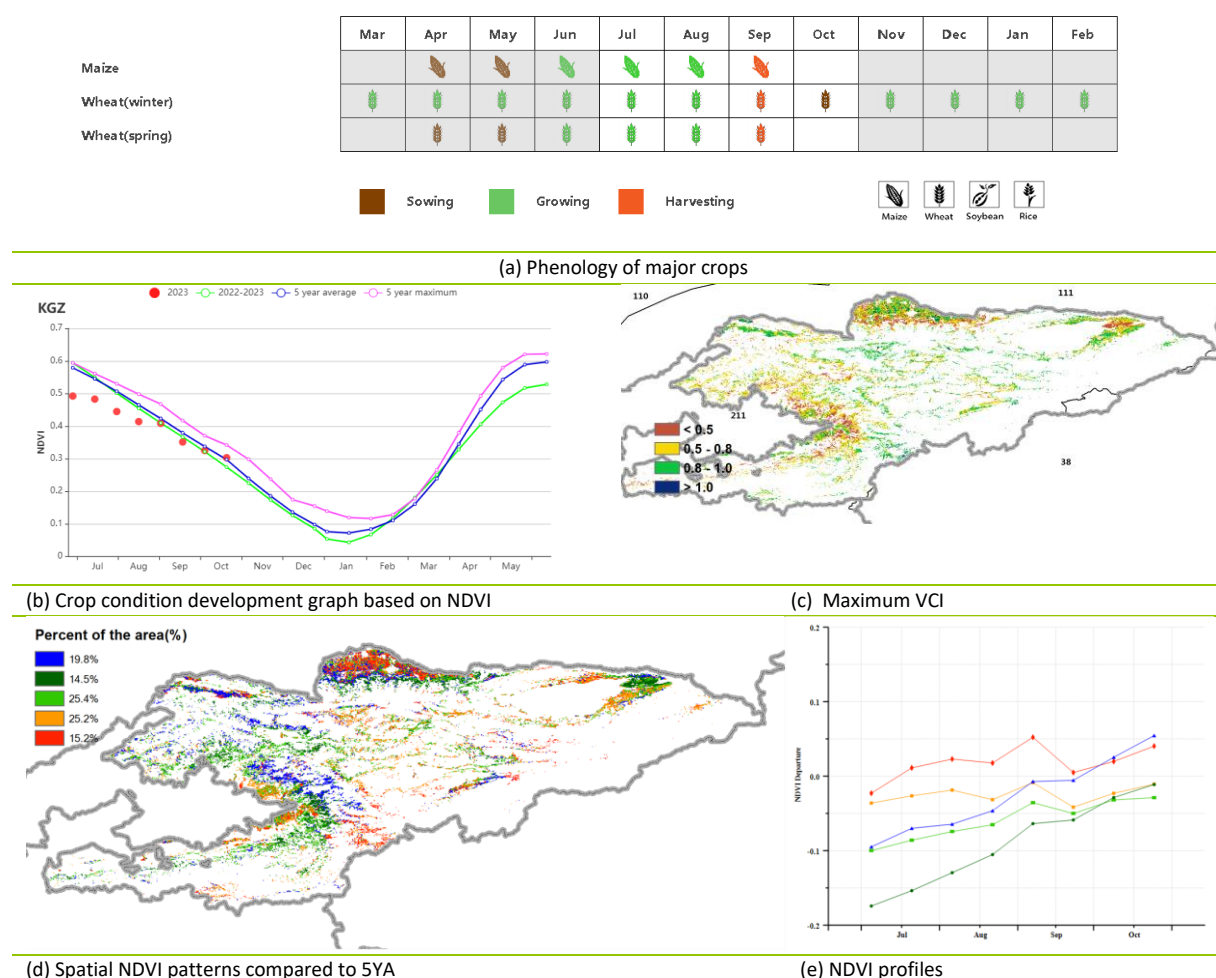 Mar Apr May Jun Jul Aug Sep Oct Nov Dec Jan Feb
Maize
Wheat(winter)
Wheat(spring)
Sowing Growing Harvesting
Maize Wheat Soybean Rice
(a) Phenology of major crops
2023 2022-2023 5 year average 5 year maximum
KGZ
0.7
0.6
0.5
0.4
0.3
0.2
0.1
0
NDVI
Jul Aug Sep Oct Nov Dec Jan Feb Mar Apr May
110 111
211
38
< 0.5
0.5 - 0.8
0.8 - 1.0
> 1.0
(b) Crop condition development graph based on NDVI (c) Maximum VCI
Percent of the area(%)
19.8%
14.5%
25.4%
25.2%
15.2%
0.2
0.1
0.0
-0.1
-0.2
NDVI Departure
Jul Aug Sep Oct
(d) Spatial NDVI patterns compared to 5YA (e) NDVI profiles